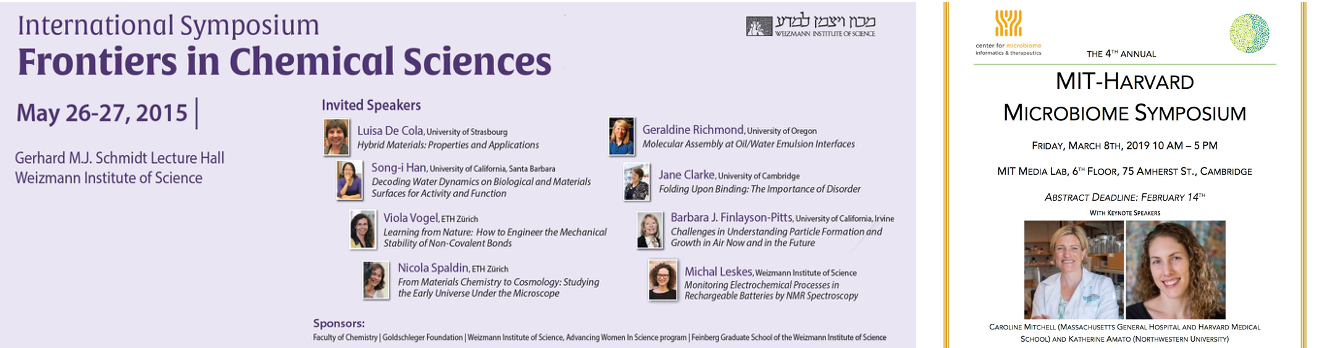 International Symposium
Frontiers in Chemical Sciences
מכון ויצמן למדע
WEIZMANN INSTITUTE OF SCIENCE
May 26-27, 2015
Gerhard M.J. Schmidt Lecture Hall
Weizmann Institute of Science
Invited Speakers
Luisa De Cola, University of Strasbourg
Hybrid Materials: Properties and Applications
Song-i Han, University of California, Santa Barbara
Decoding Water Dynamics on Biological and Materials
Surfaces for Activity and Function
Viola Vogel, ETH Zürich
Learning from Nature: How to Engineer the Mechanical
Stability of Non-Covalent Bonds
Nicola Spaldin, ETH Zürich
From Materials Chemistry to Cosmology: Studying
the Early Universe Under the Microscope
Geraldine Richmond, University of Oregon
Molecular Assembly at Oil/Water Emulsion Interfaces
Jane Clarke, University of Cambridge
Folding Upon Binding: The Importance of Disorder
Barbara J. Finlayson-Pitts, University of California, Irvine
Challenges in Understanding Particle Formation and
Growth in Air Now and in the Future
Michal Leskes, Weizmann Institute of Science
Monitoring Electrochemical Processes in
Rechargeable Batteries by NMR Spectroscopy
Sponsors:
Faculty of Chemistry | Goldschleger Foundation | Weizmann Institute of Science, Advancing Women In Science program | Feinberg Graduate School of the Weizmann Institute of Science
center for microbiome
informatics & therapeutics
THE 4TH ANNUAL
MIT-HARVARD
MICROBIOME SYMPOSIUM
FRIDAY, MARCH 8TH, 2019 10 AM – 5 PM
MIT MEDIA LAB, 6TH FLOOR, 75 AMHERST ST., CAMBRIDGE
ABSTRACT DEADLINE: FEBRUARY 14TH
WITH KEYNOTE SPEAKERS
CAROLINE MITCHELL (MASSACHUSETTS GENERAL HOSPITAL AND HARVARD MEDICAL
SCHOOL) AND KATHERINE AMATO (NORTHWESTERN UNIVERSITY)